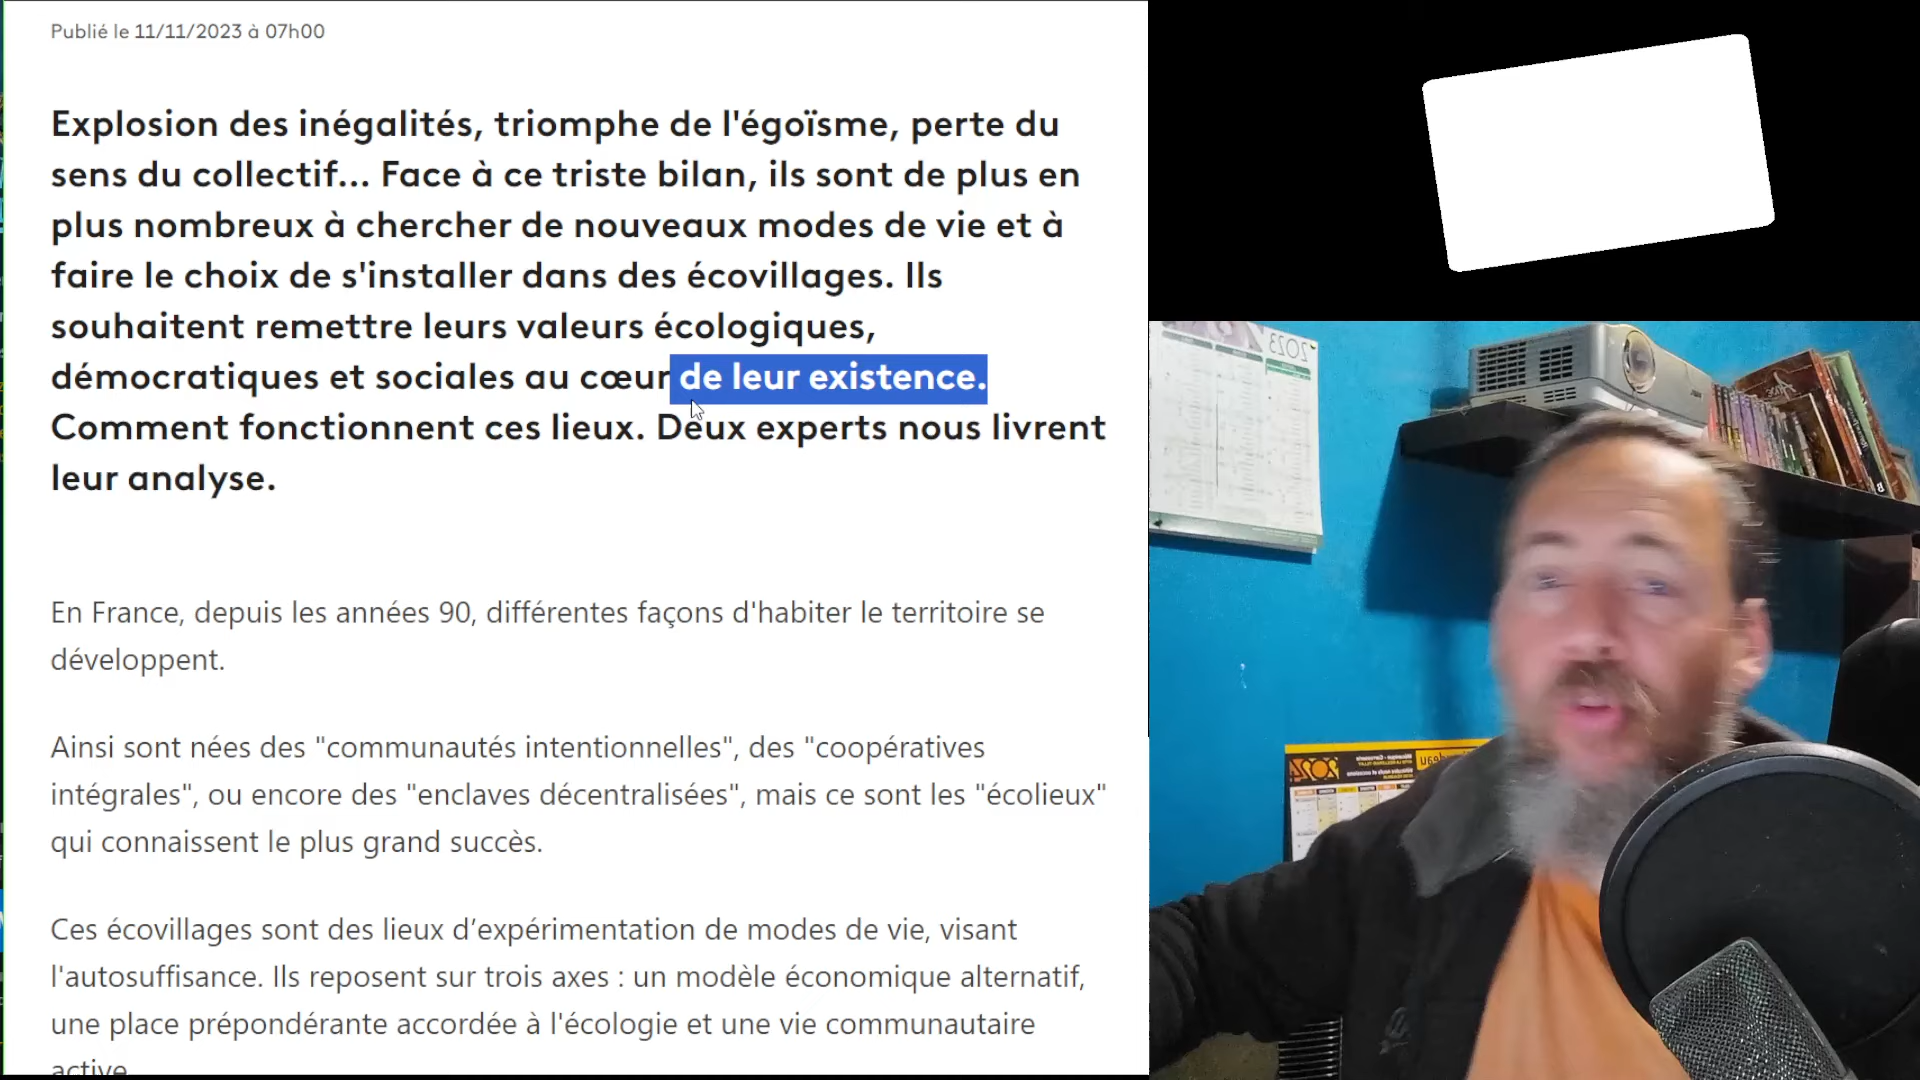 Publié le 11/11/2023 à 07h00
Explosion des inégalités, triomphe de l'égoïsme, perte du
sens du collectif... Face à ce triste bilan, ils sont de plus en
plus nombreux à chercher de nouveaux modes de vie et à
faire le choix de s'installer dans des écovillages. Ils
souhaitent remettre leurs valeurs écologiques,
démocratiques et sociales au cœur de leur existence.
Comment fonctionnent ces lieux. Deux experts nous livrent
leur analyse.
En France, depuis les années 90, différentes façons d'habiter le territoire se
développent.
Ainsi sont nées des "communautés intentionnelles", des "coopératives
intégrales", ou encore des "enclaves décentralisées", mais ce sont les "écolieux"
qui connaissent le plus grand succès.
Ces écovillages sont des lieux d’expérimentation de modes de vie, visant
l'autosuffisance. Ils reposent sur trois axes : un modèle économique alternatif,
une place prépondérante accordée à l'écologie et une vie communautaire
active.
2023
2024